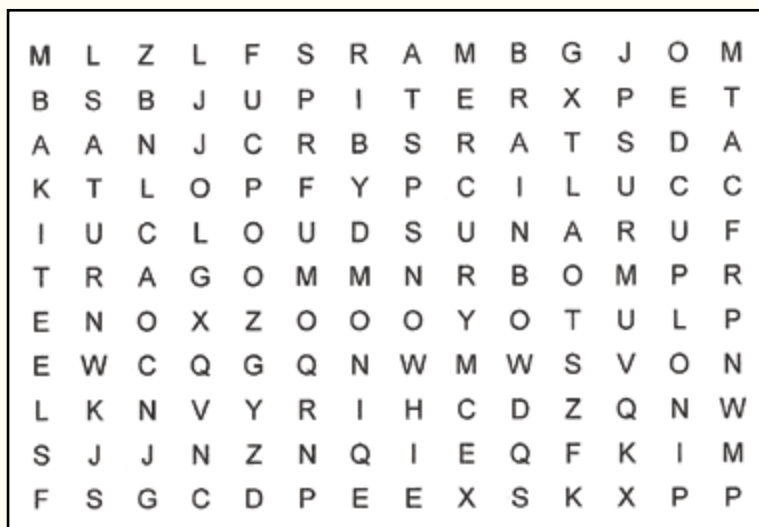 M L Z L F S R A M B G J O M
B S B J U P I T E R X P E T
A A N J C R B S R A T S D A
K T L O P F Y P C I L U C C
I U C L O U D S U N A R U F
T R A G O M M N R B O M P R
E N O X Z O O O Y O T U L P
E W C Q G Q N W M W S V O N
L K N V Y R I H C D Z Q N W
S J J N Z N Q I E Q F K I M
F S G C D P E E X S K X P P